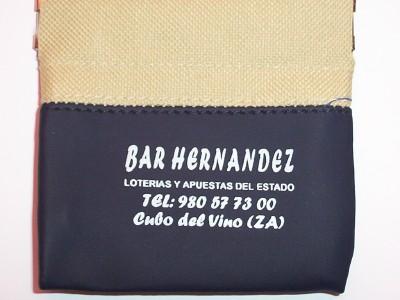 BAR HERNANDEZ
LOTERIAS Y APUESTAS DEL ESTADO
TEL: 980 57 73 00
Cubo del Vino (ZA)